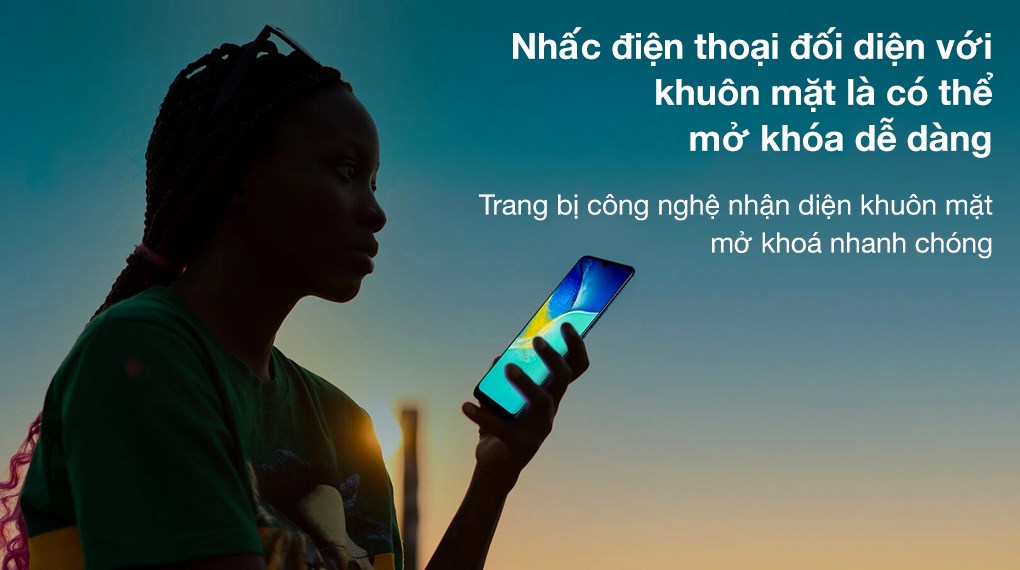 Nhấc điện thoại đối diện với
khuôn mặt là có thể
mở khóa dễ dàng
Trang bị công nghệ nhận diện khuôn mặt
mở khoá nhanh chóng